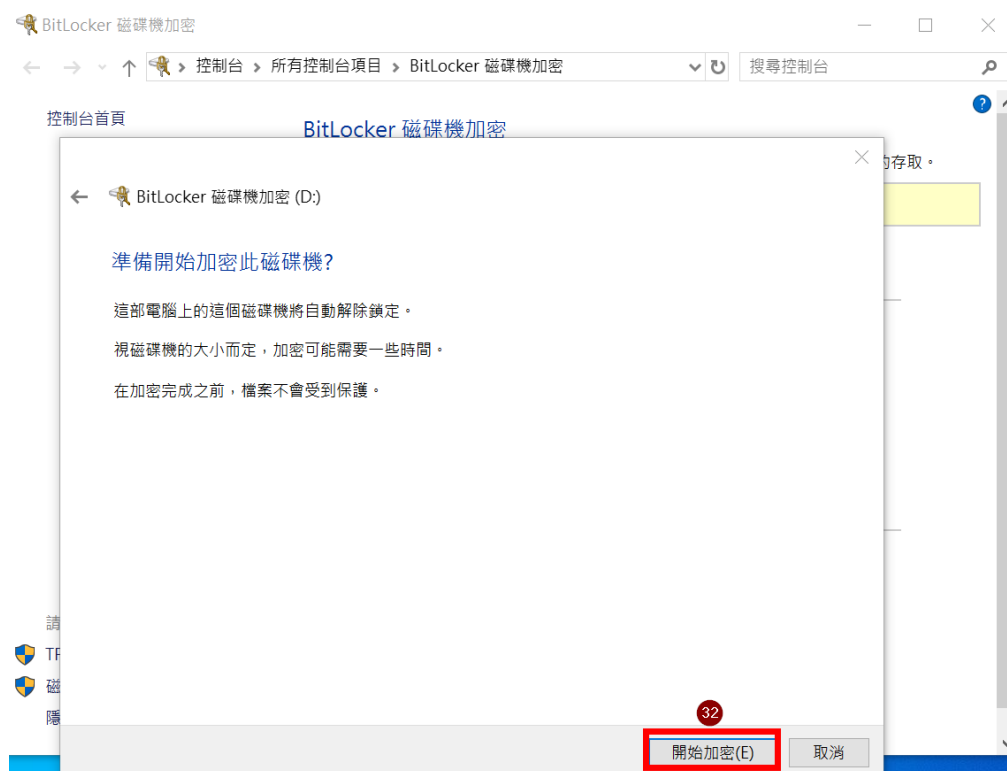 BitLocker 磁碟機加密
控制台 > 所有控制台項目 > BitLocker 磁碟機加密
搜尋控制台
?
控制台首頁
BitLocker 磁碟機加密
的存取。
BitLocker 磁碟機加密 (D:)
準備開始加密此磁碟機?
這部電腦上的這個磁碟機將自動解除鎖定。
視磁碟機的大小而定，加密可能需要一些時間。
在加密完成之前，檔案不會受到保護。
請
磁
隱
32
開始加密(E)
取消